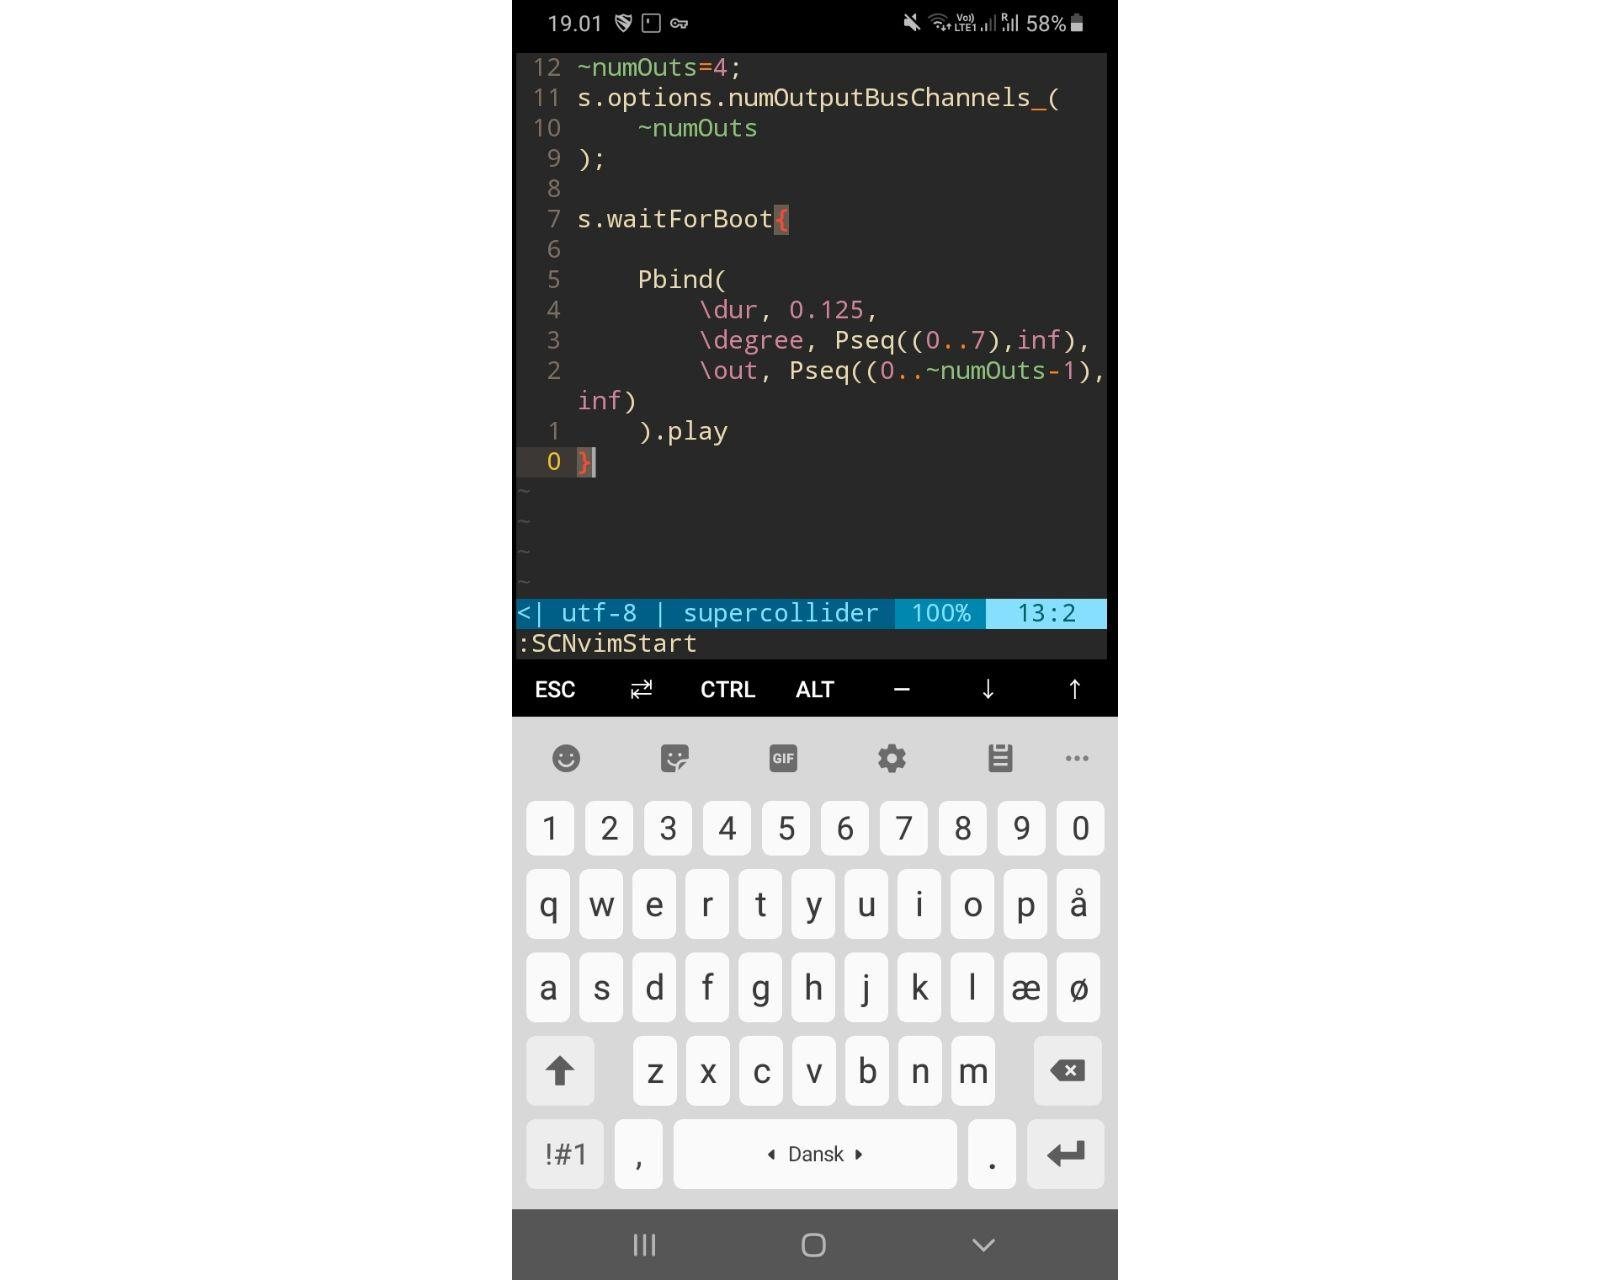 19.01 Vo)) LTE1 R 58%
12 ~numOuts=4;
11 s.options.numOutputBusChannels_(
10     ~numOuts
9 );
8
7 s.waitForBoot{
6
5     Pbind(
4         \dur, 0.125,
3         \degree, Pseq((0..7),inf),
2         \out, Pseq((0..~numOuts-1),
inf)
1     ).play
0 }
~
~
~
~
<| utf-8 | supercollider 100% 13:2
:SCNvimStart
ESC ⇄ CTRL ALT – ↓ ↑
GIF ...
1 2 3 4 5 6 7 8 9 0
q w e r t y u i o p å
a s d f g h j k l æ ø
z x c v b n m
!#1 , Dansk .